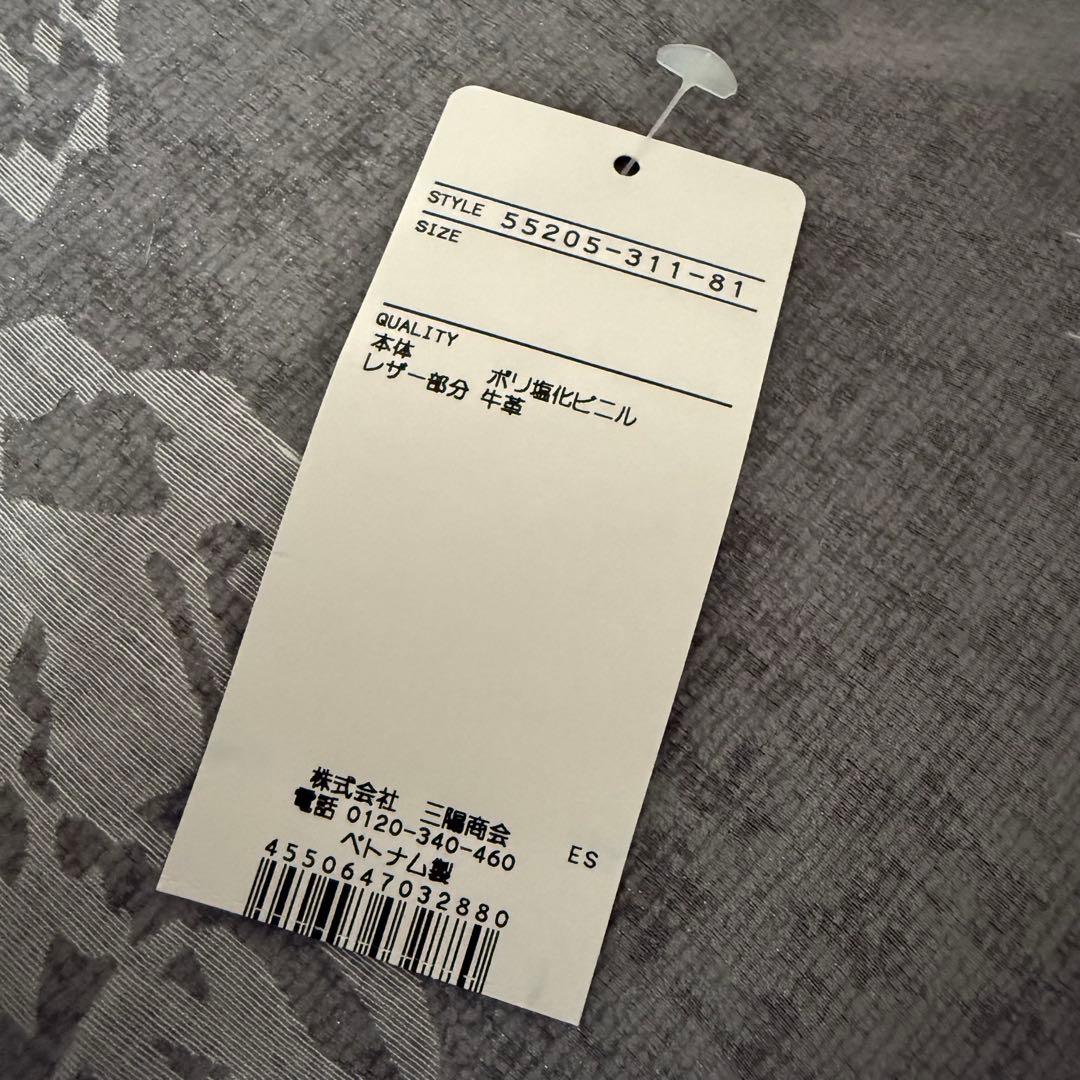 STYLE 55205-311-81
SIZE
QUALITY
本体 ポリ塩化ビニル
レザー部分 牛革
株式会社 三陽商会
電話 0120-340-460
ES
ベトナム製
4550647032880